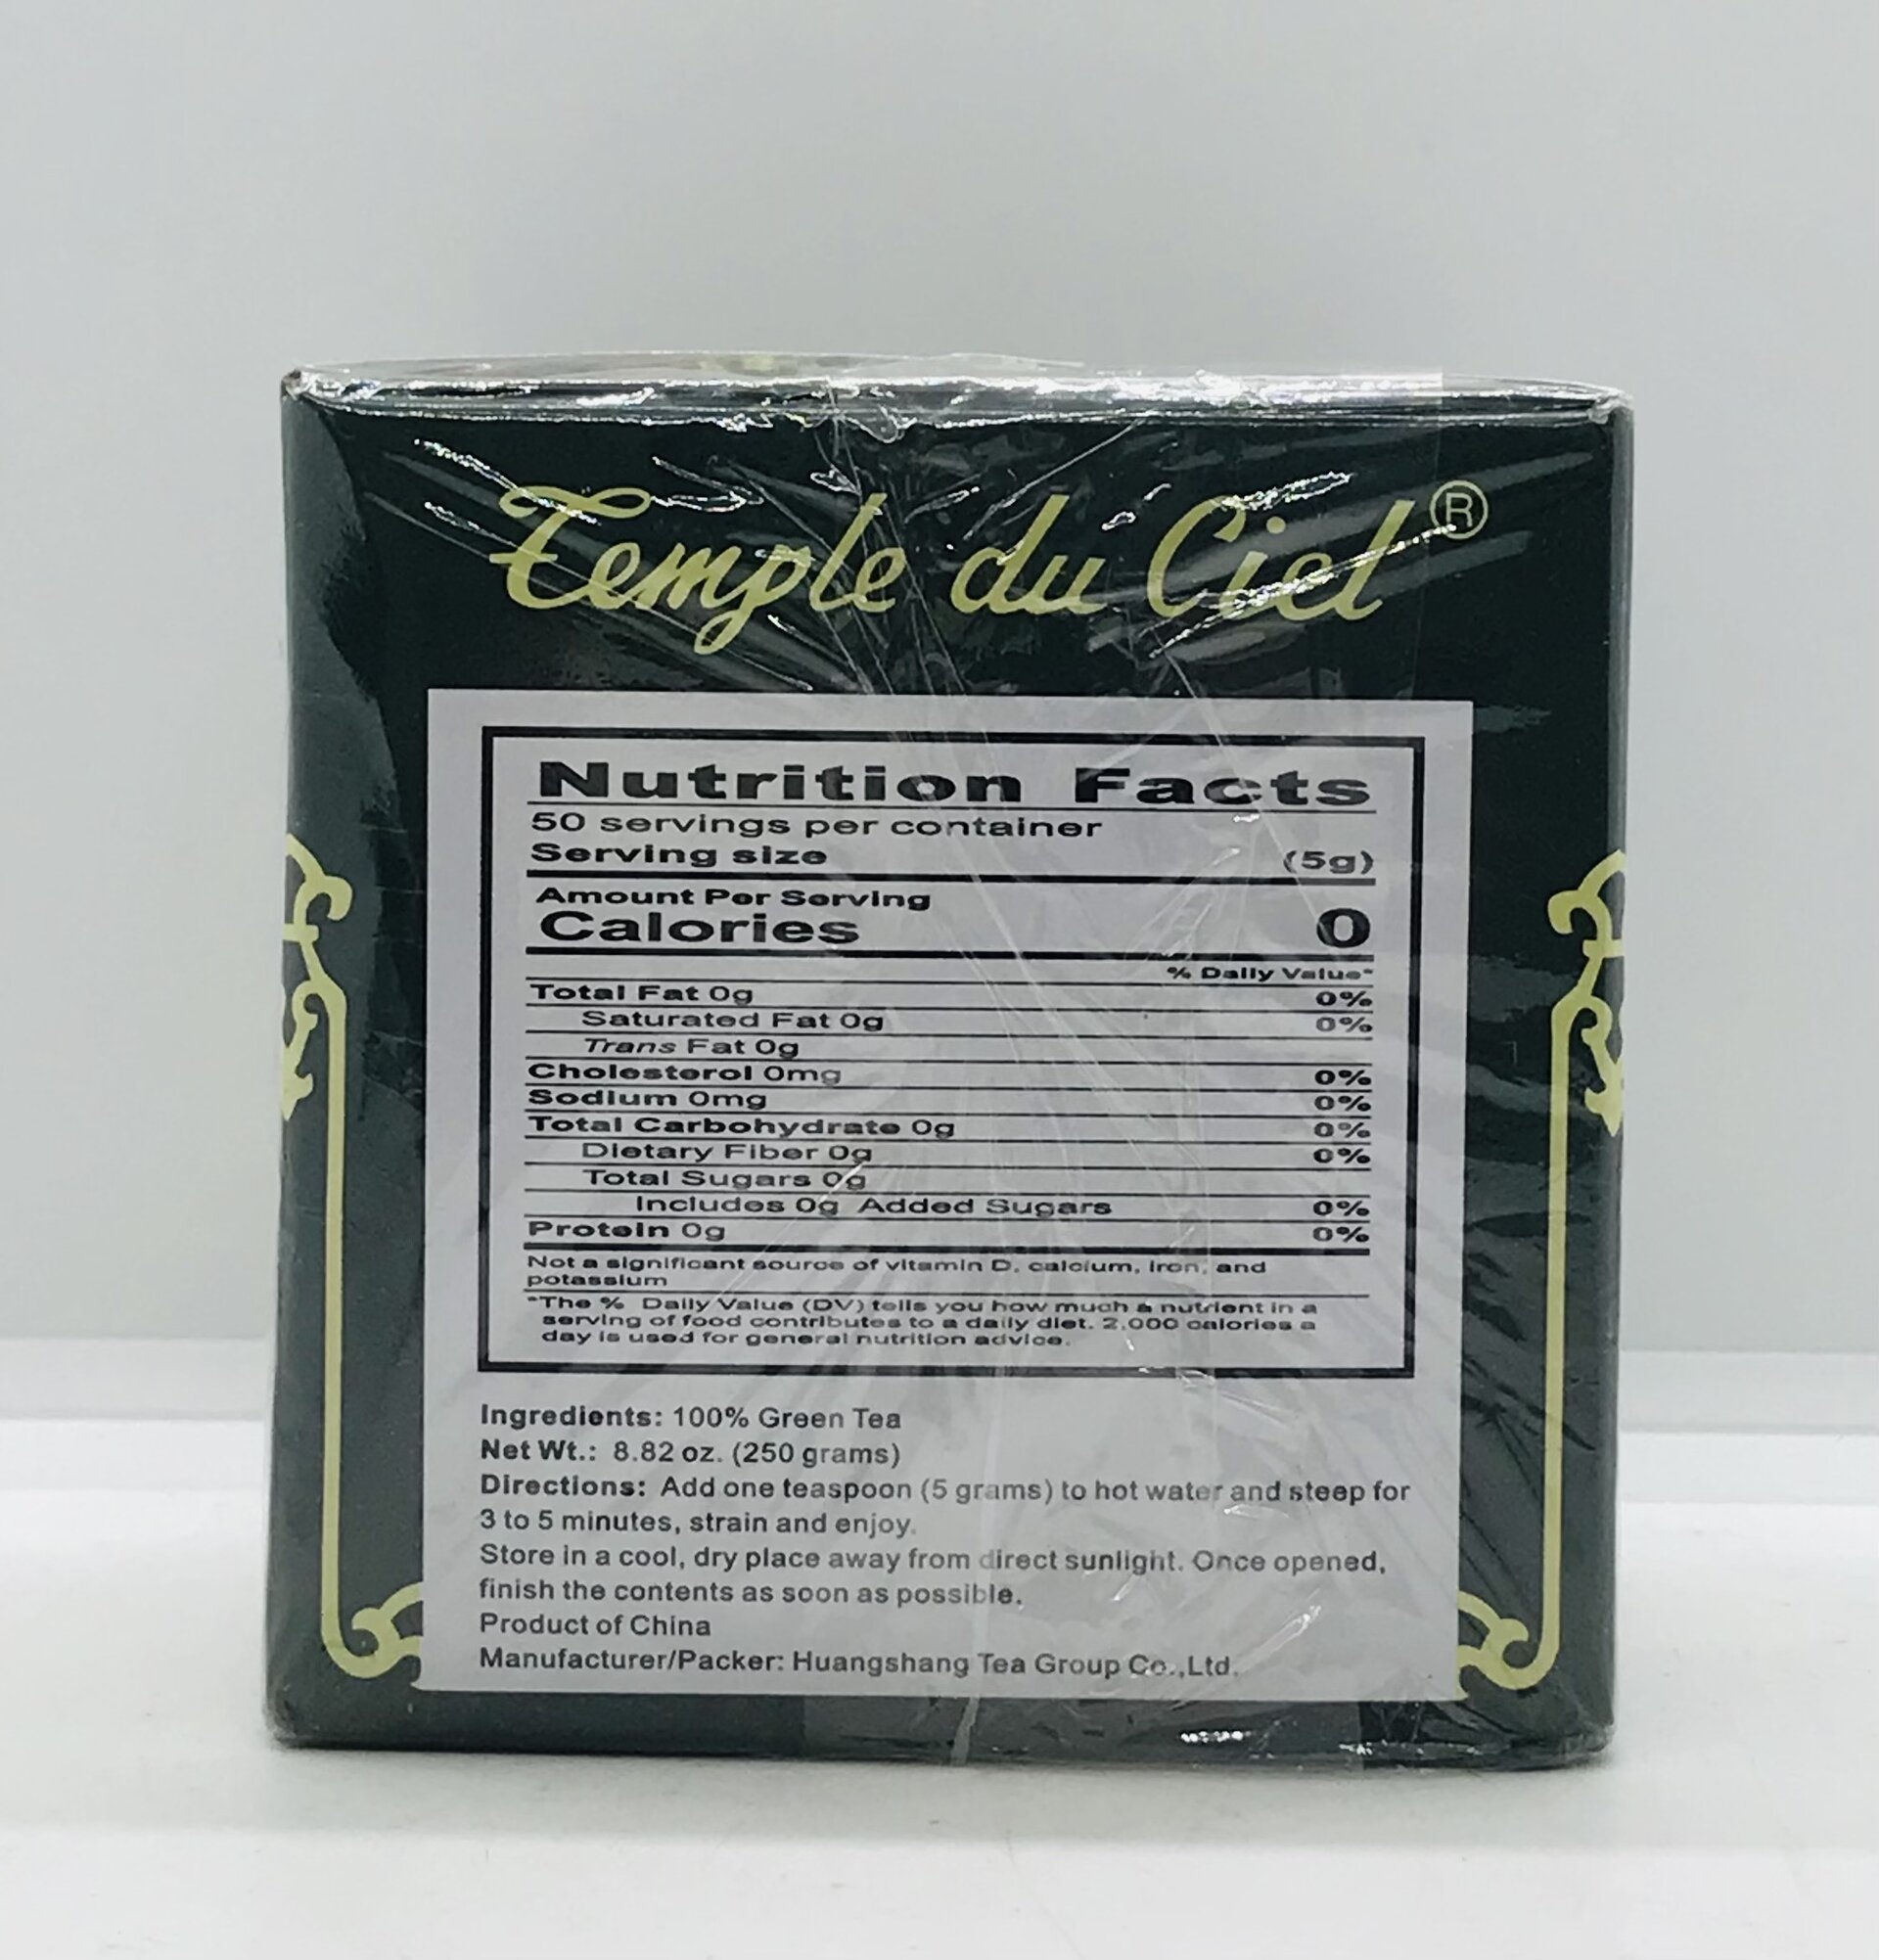 Temple du Ciel®
Nutrition Facts
50 servings per container
Serving size (5g)
Amount Per Serving
Calories 0
% Daily Value*
Total Fat 0g 0%
Saturated Fat 0g 0%
Trans Fat 0g
Cholesterol 0mg 0%
Sodium 0mg 0%
Total Carbohydrate 0g 0%
Dietary Fiber 0g 0%
Total Sugars 0g
Includes 0g Added Sugars 0%
Protein 0g 0%
Not a significant source of vitamin D, calcium, iron, and
potassium
*The % Daily Value (DV) tells you how much a nutrient in a
serving of food contributes to a daily diet. 2,000 calories a
day is used for general nutrition advice.
Ingredients: 100% Green Tea
Net Wt.: 8.82 oz. (250 grams)
Directions: Add one teaspoon (5 grams) to hot water and steep for
3 to 5 minutes, strain and enjoy.
Store in a cool, dry place away from direct sunlight. Once opened,
finish the contents as soon as possible.
Product of China
Manufacturer/Packer: Huangshang Tea Group Co.,Ltd.